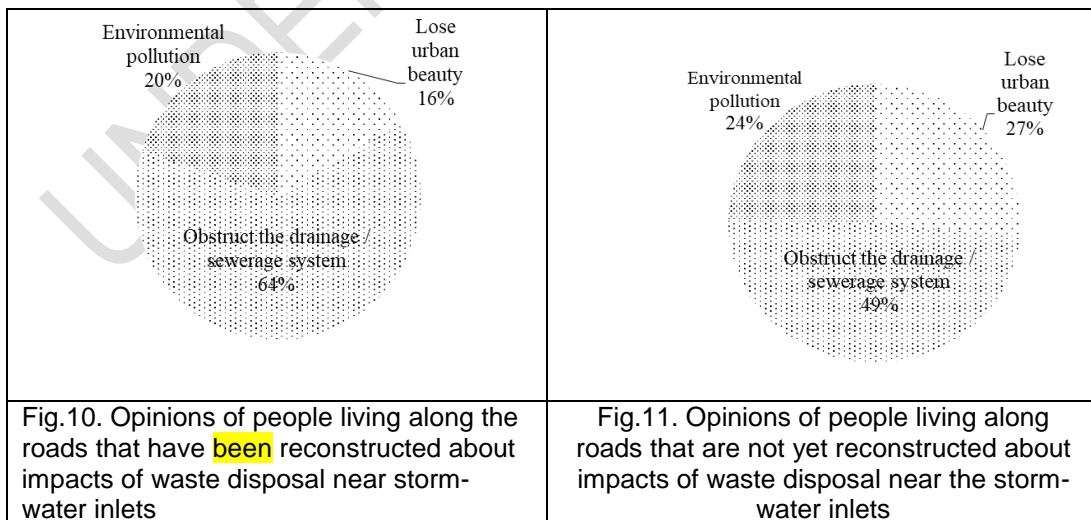 Environmental
pollution
20%
Lose
urban
beauty
16%
Obstruct the drainage /
sewerage system
64%
Environmental
pollution
24%
Lose
urban
beauty
27%
Obstruct the drainage /
sewerage system
49%
Fig.10. Opinions of people living along the
roads that have been reconstructed about
impacts of waste disposal near storm-
water inlets
Fig.11. Opinions of people living along
roads that are not yet reconstructed about
impacts of waste disposal near the storm-
water inlets